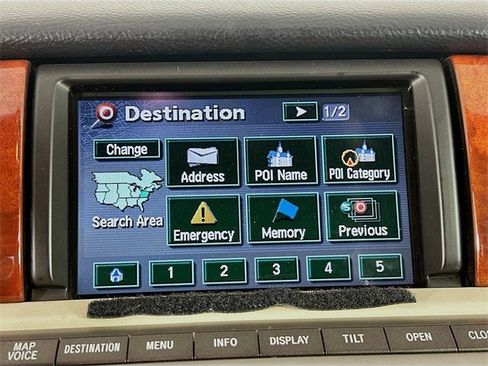 Destination 1/2
Change
Address POI Name POI Category
Search Area
Emergency Memory Previous
1 2 3 4 5
MAP VOICE DESTINATION MENU INFO DISPLAY TILT OPEN